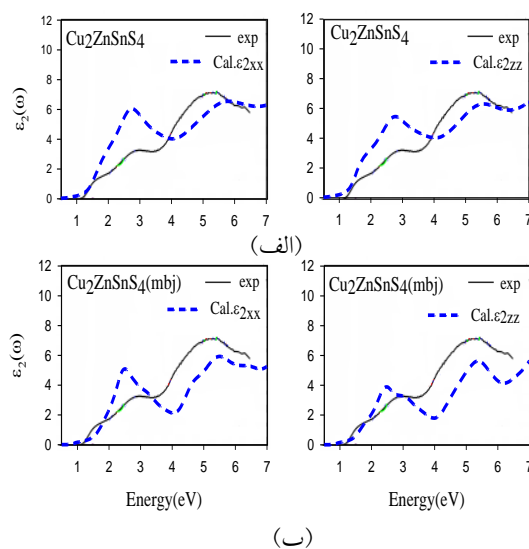 Cu2ZnSnS4
exp
Cal.ε2xx
ε2(ω)
12
10
8
6
4
2
0
1 2 3 4 5 6 7
Cu2ZnSnS4
exp
Cal.ε2zz
12
10
8
6
4
2
0
1 2 3 4 5 6 7
(الف)
Cu2ZnSnS4(mbj)
exp
Cal.ε2xx
ε2(ω)
12
10
8
6
4
2
0
1 2 3 4 5 6 7
Energy(eV)
Cu2ZnSnS4(mbj)
exp
Cal.ε2zz
12
10
8
6
4
2
0
1 2 3 4 5 6 7
Energy(eV)
(ب)